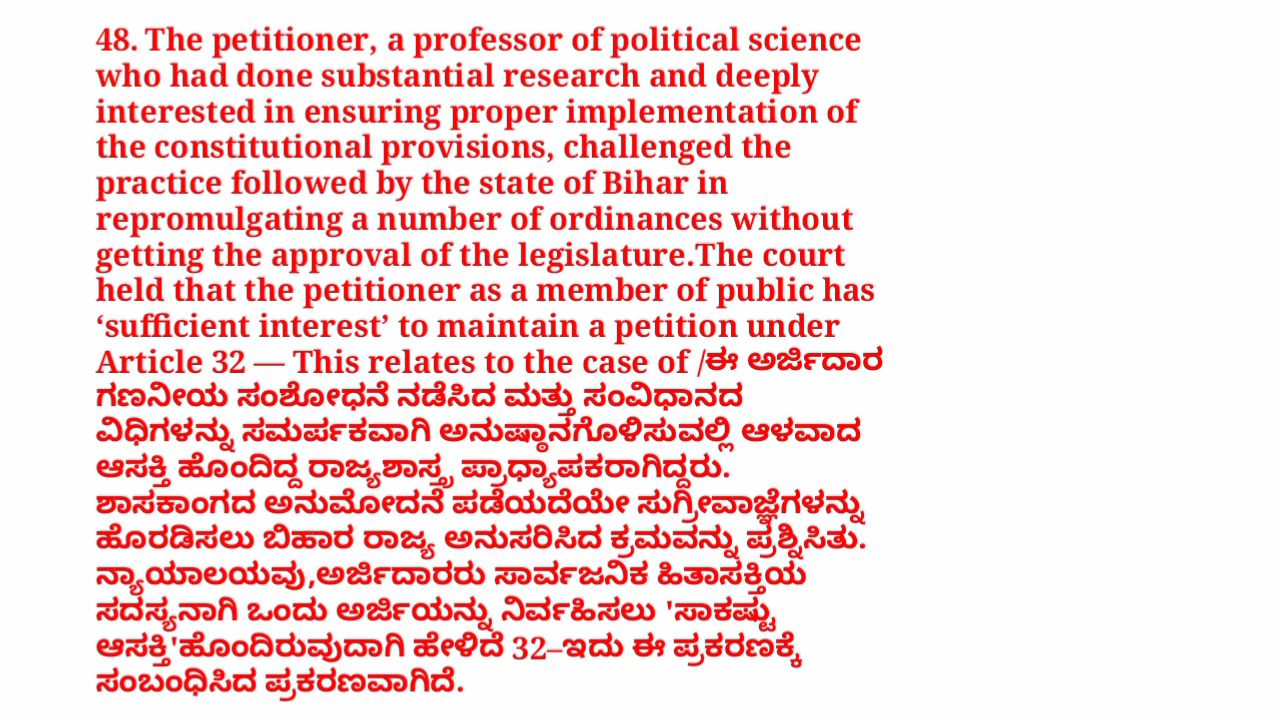 48. The petitioner, a professor of political science
who had done substantial research and deeply
interested in ensuring proper implementation of
the constitutional provisions, challenged the
practice followed by the state of Bihar in
repromulgating a number of ordinances without
getting the approval of the legislature.The court
held that the petitioner as a member of public has
‘sufficient interest’ to maintain a petition under
Article 32 — This relates to the case of /ಈ ಅರ್ಜಿದಾರ
ಗಣನೀಯ ಸಂಶೋಧನೆ ನಡೆಸಿದ ಮತ್ತು ಸಂವಿಧಾನದ
ವಿಧಿಗಳನ್ನು ಸಮರ್ಪಕವಾಗಿ ಅನುಷ್ಠಾನಗೊಳಿಸುವಲ್ಲಿ ಆಳವಾದ
ಆಸಕ್ತಿ ಹೊಂದಿದ್ದ ರಾಜ್ಯಶಾಸ್ತ್ರ ಪ್ರಾಧ್ಯಾಪಕರಾಗಿದ್ದರು.
ಶಾಸಕಾಂಗದ ಅನುಮೋದನೆ ಪಡೆಯದೆಯೇ ಸುಗ್ರೀವಾಜ್ಞೆಗಳನ್ನು
ಹೊರಡಿಸಲು ಬಿಹಾರ ರಾಜ್ಯ ಅನುಸರಿಸಿದ ಕ್ರಮವನ್ನು ಪ್ರಶ್ನಿಸಿತು.
ನ್ಯಾಯಾಲಯವು,ಅರ್ಜಿದಾರರು ಸಾರ್ವಜನಿಕ ಹಿತಾಸಕ್ತಿಯ
ಸದಸ್ಯನಾಗಿ ಒಂದು ಅರ್ಜಿಯನ್ನು ನಿರ್ವಹಿಸಲು 'ಸಾಕಷ್ಟು
ಆಸಕ್ತಿ'ಹೊಂದಿರುವುದಾಗಿ ಹೇಳಿದೆ 32–ಇದು ಈ ಪ್ರಕರಣಕ್ಕೆ
ಸಂಬಂಧಿಸಿದ ಪ್ರಕರಣವಾಗಿದೆ.